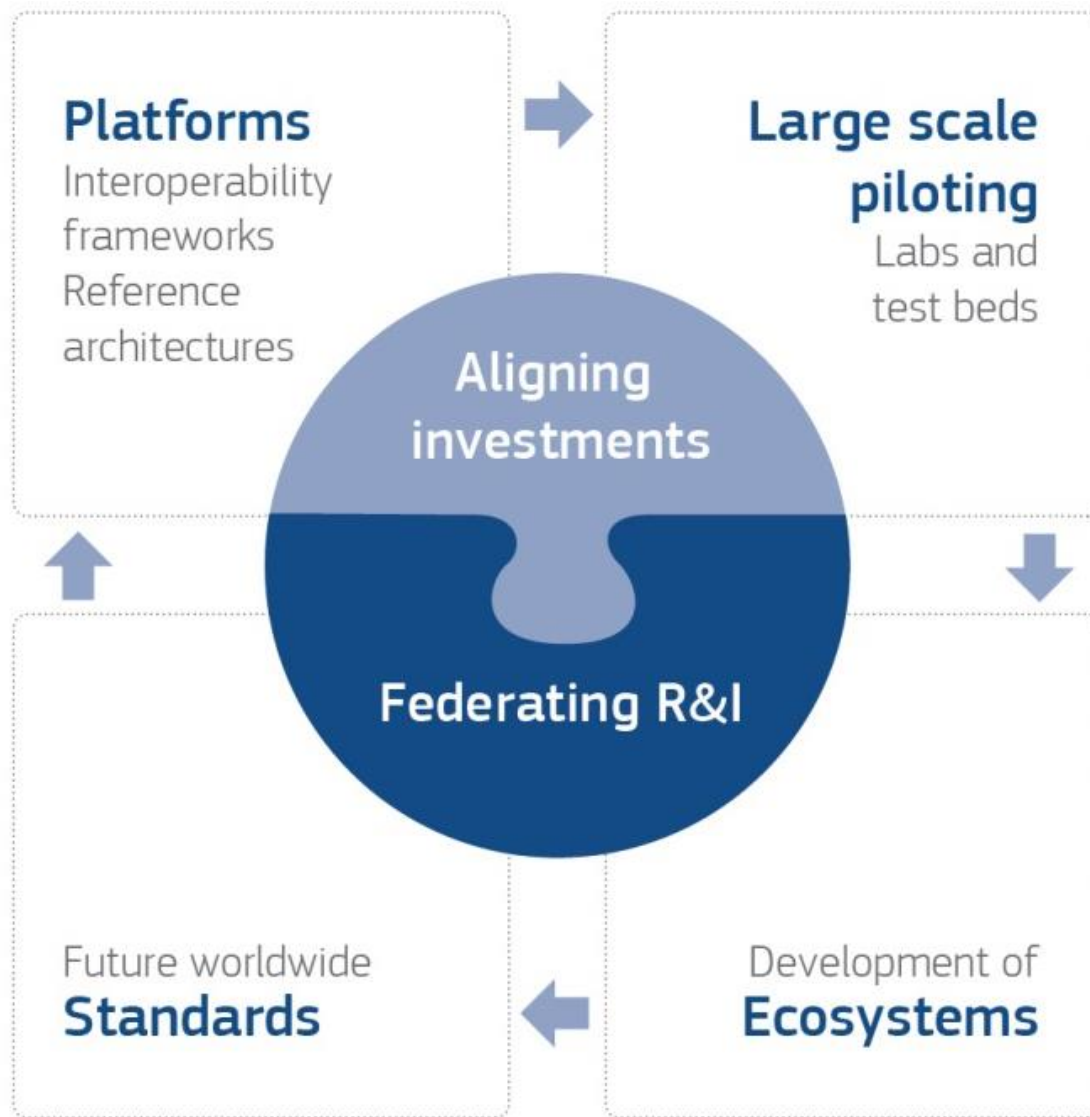 Platforms
Interoperability
frameworks
Reference
architectures
Large scale
piloting
Labs and
test beds
Aligning
investments
Federating R&I
Future worldwide
Standards
Development of
Ecosystems